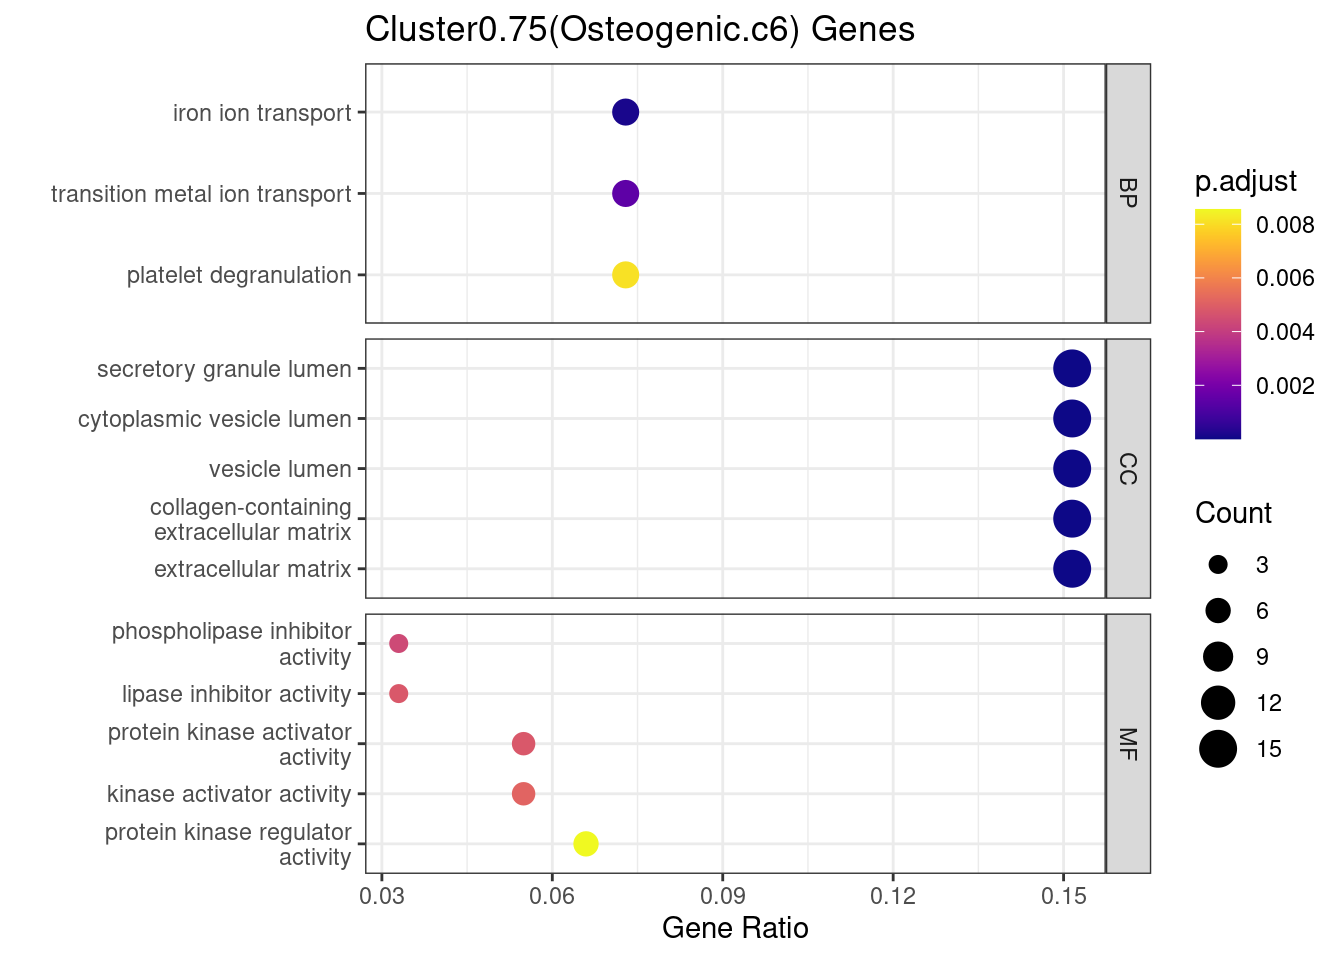 Cluster0.75(Osteogenic.c6) Genes
iron ion transport
transition metal ion transport
platelet degranulation
BP
secretory granule lumen
cytoplasmic vesicle lumen
vesicle lumen
collagen-containing
extracellular matrix
extracellular matrix
CC
phospholipase inhibitor
activity
lipase inhibitor activity
protein kinase activator
activity
kinase activator activity
protein kinase regulator
activity
MF
0.03
0.06
0.09
0.12
0.15
Gene Ratio
p.adjust
0.008
0.006
0.004
0.002
Count
3
6
9
12
15